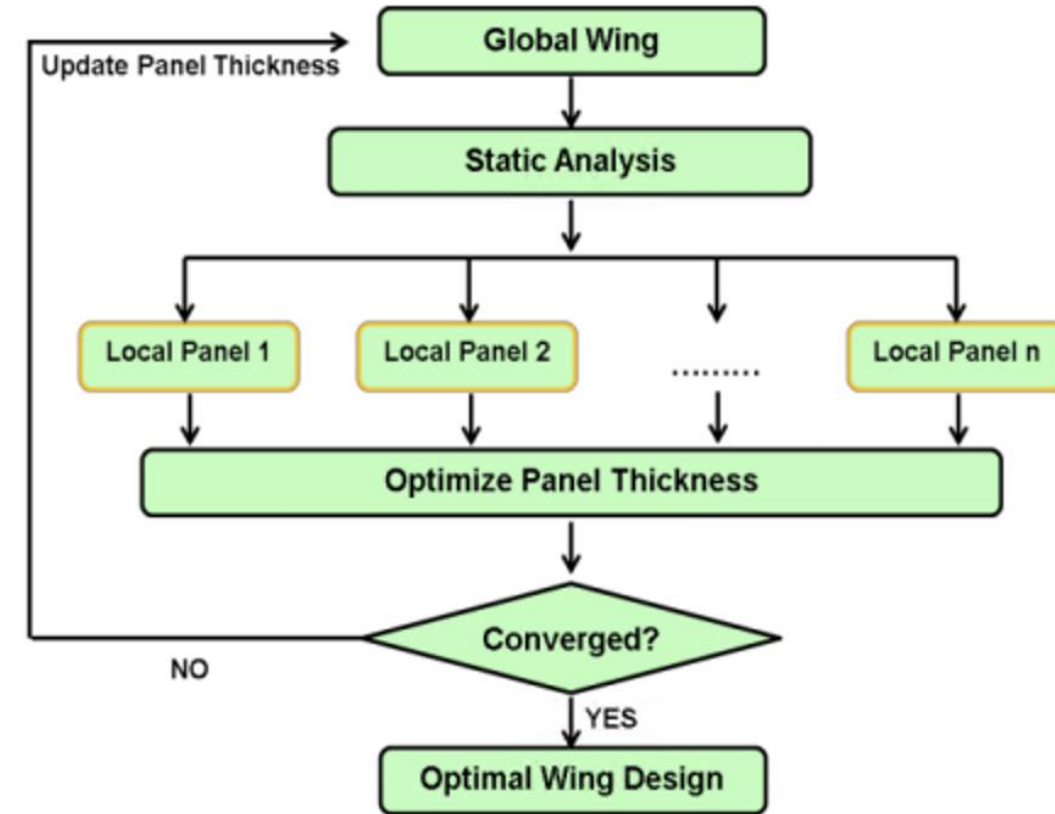 Global Wing
Update Panel Thickness
Static Analysis
Local Panel 1
Local Panel 2
.........
Local Panel n
Optimize Panel Thickness
Converged?
NO
YES
Optimal Wing Design